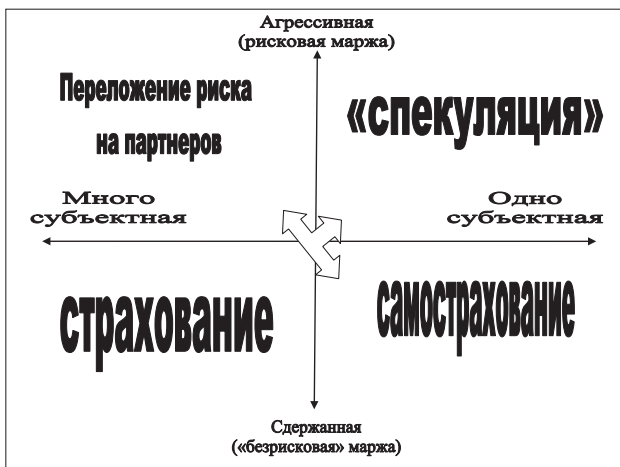 Агрессивная
(рисковая маржа)
Переложение риска
на партнеров
«спекуляция»
Много
субъектная
Одно
субъектная
страхование
самострахование
Сдержанная
(«безрисковая» маржа)